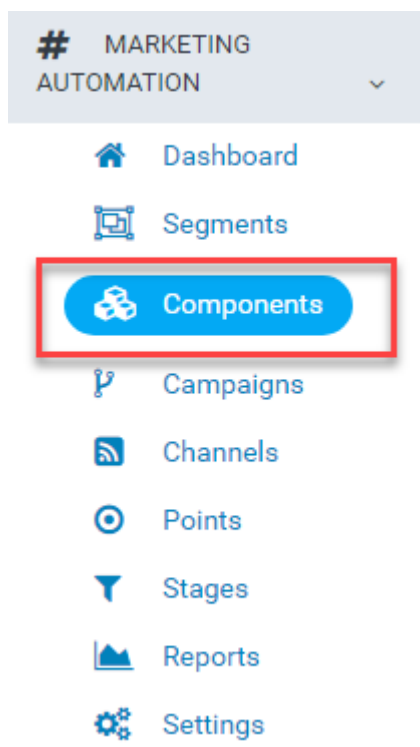 # MARKETING
AUTOMATION
Dashboard
Segments
Components
Campaigns
Channels
Points
Stages
Reports
Settings